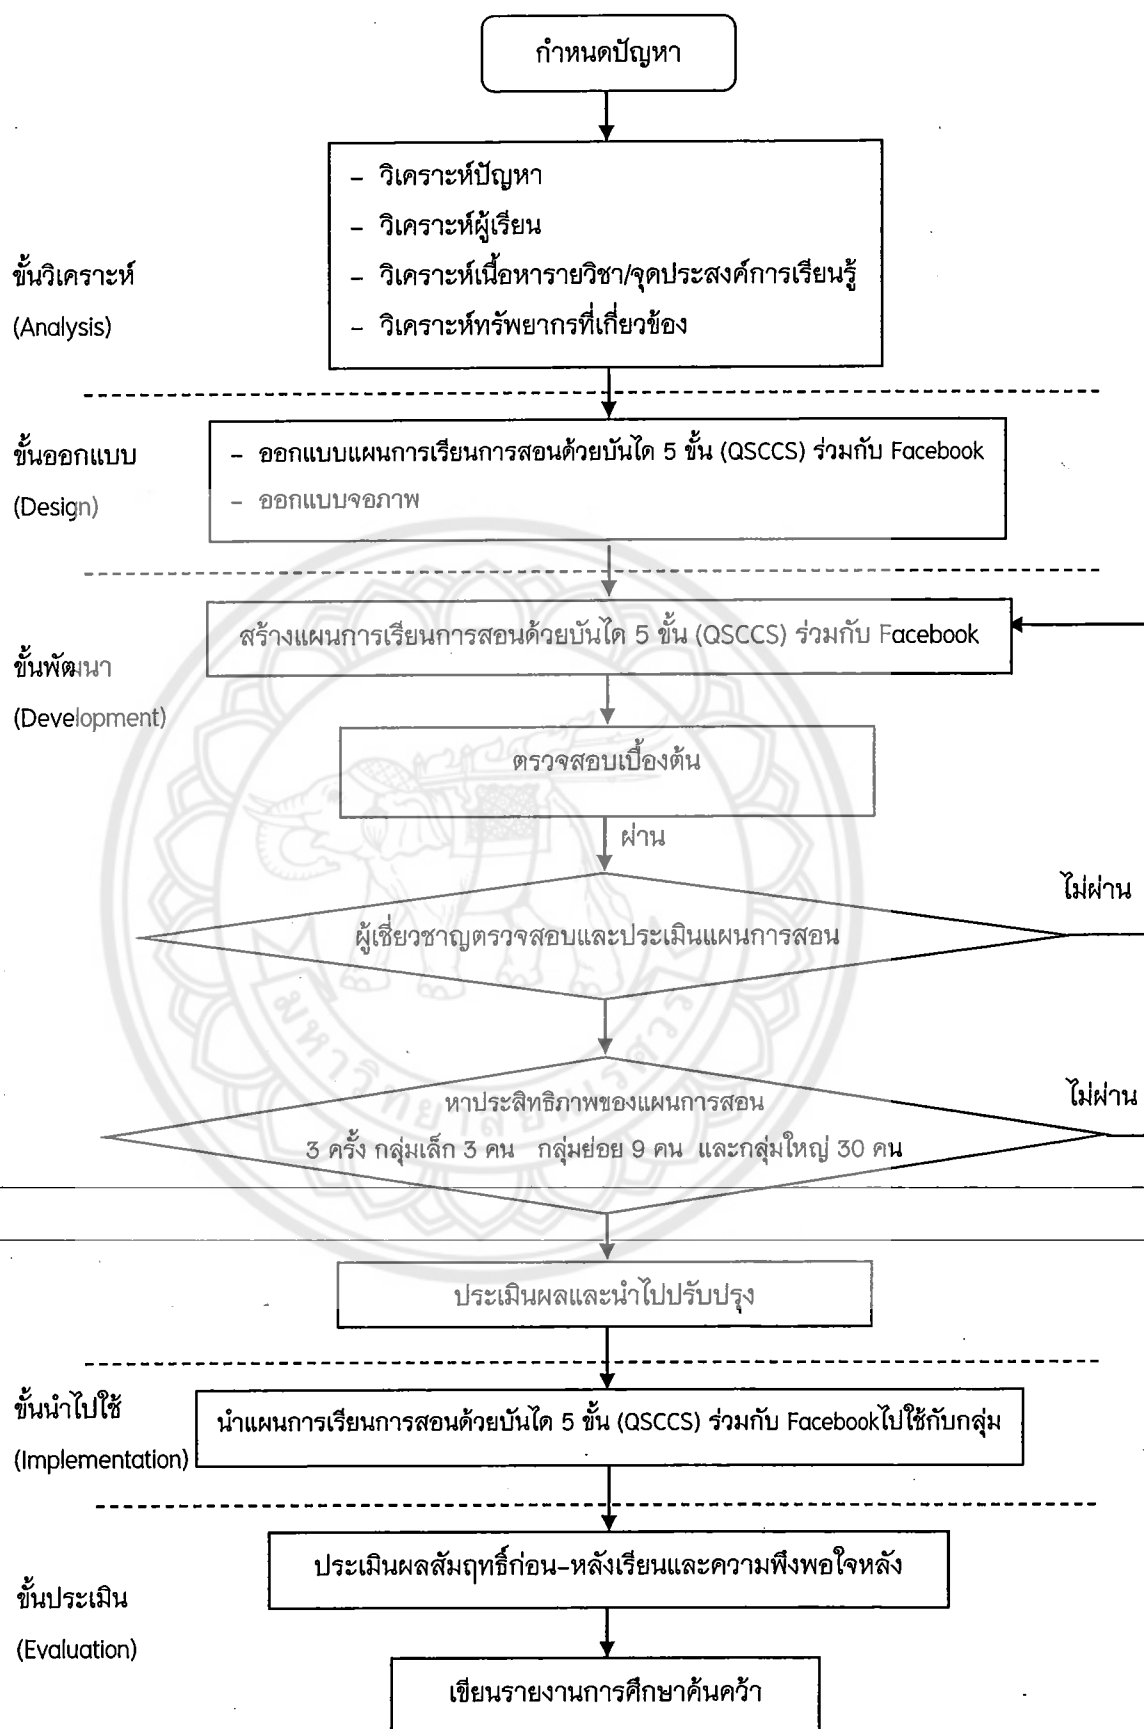 กำหนดปัญหา
- วิเคราะห์ปัญหา
- วิเคราะห์ผู้เรียน
- วิเคราะห์เนื้อหารายวิชา/จุดประสงค์การเรียนรู้
- วิเคราะห์ทรัพยากรที่เกี่ยวข้อง
ขั้นวิเคราะห์
(Analysis)
ขั้นออกแบบ
(Design)
- ออกแบบแผนการเรียนการสอนด้วยบันได 5 ขั้น (QSCCS) ร่วมกับ Facebook
- ออกแบบจอภาพ
สร้างแผนการเรียนการสอนด้วยบันได 5 ขั้น (QSCCS) ร่วมกับ Facebook
ขั้นพัฒนา
(Development)
ตรวจสอบเบื้องต้น
ผ่าน
ไม่ผ่าน
ผู้เชี่ยวชาญตรวจสอบและประเมินแผนการสอน
มหาวิทยาลัยนเรศวร
ไม่ผ่าน
หาประสิทธิภาพของแผนการสอน
3 ครั้ง กลุ่มเล็ก 3 คน กลุ่มย่อย 9 คน และกลุ่มใหญ่ 30 คน
ประเมินผลและนำไปปรับปรุง
ขั้นนำไปใช้
(Implementation)
นำแผนการเรียนการสอนด้วยบันได 5 ขั้น (QSCCS) ร่วมกับ Facebookไปใช้กับกลุ่ม
ประเมินผลสัมฤทธิ์ก่อน-หลังเรียนและความพึงพอใจหลัง
ขั้นประเมิน
(Evaluation)
เขียนรายงานการศึกษาค้นคว้า